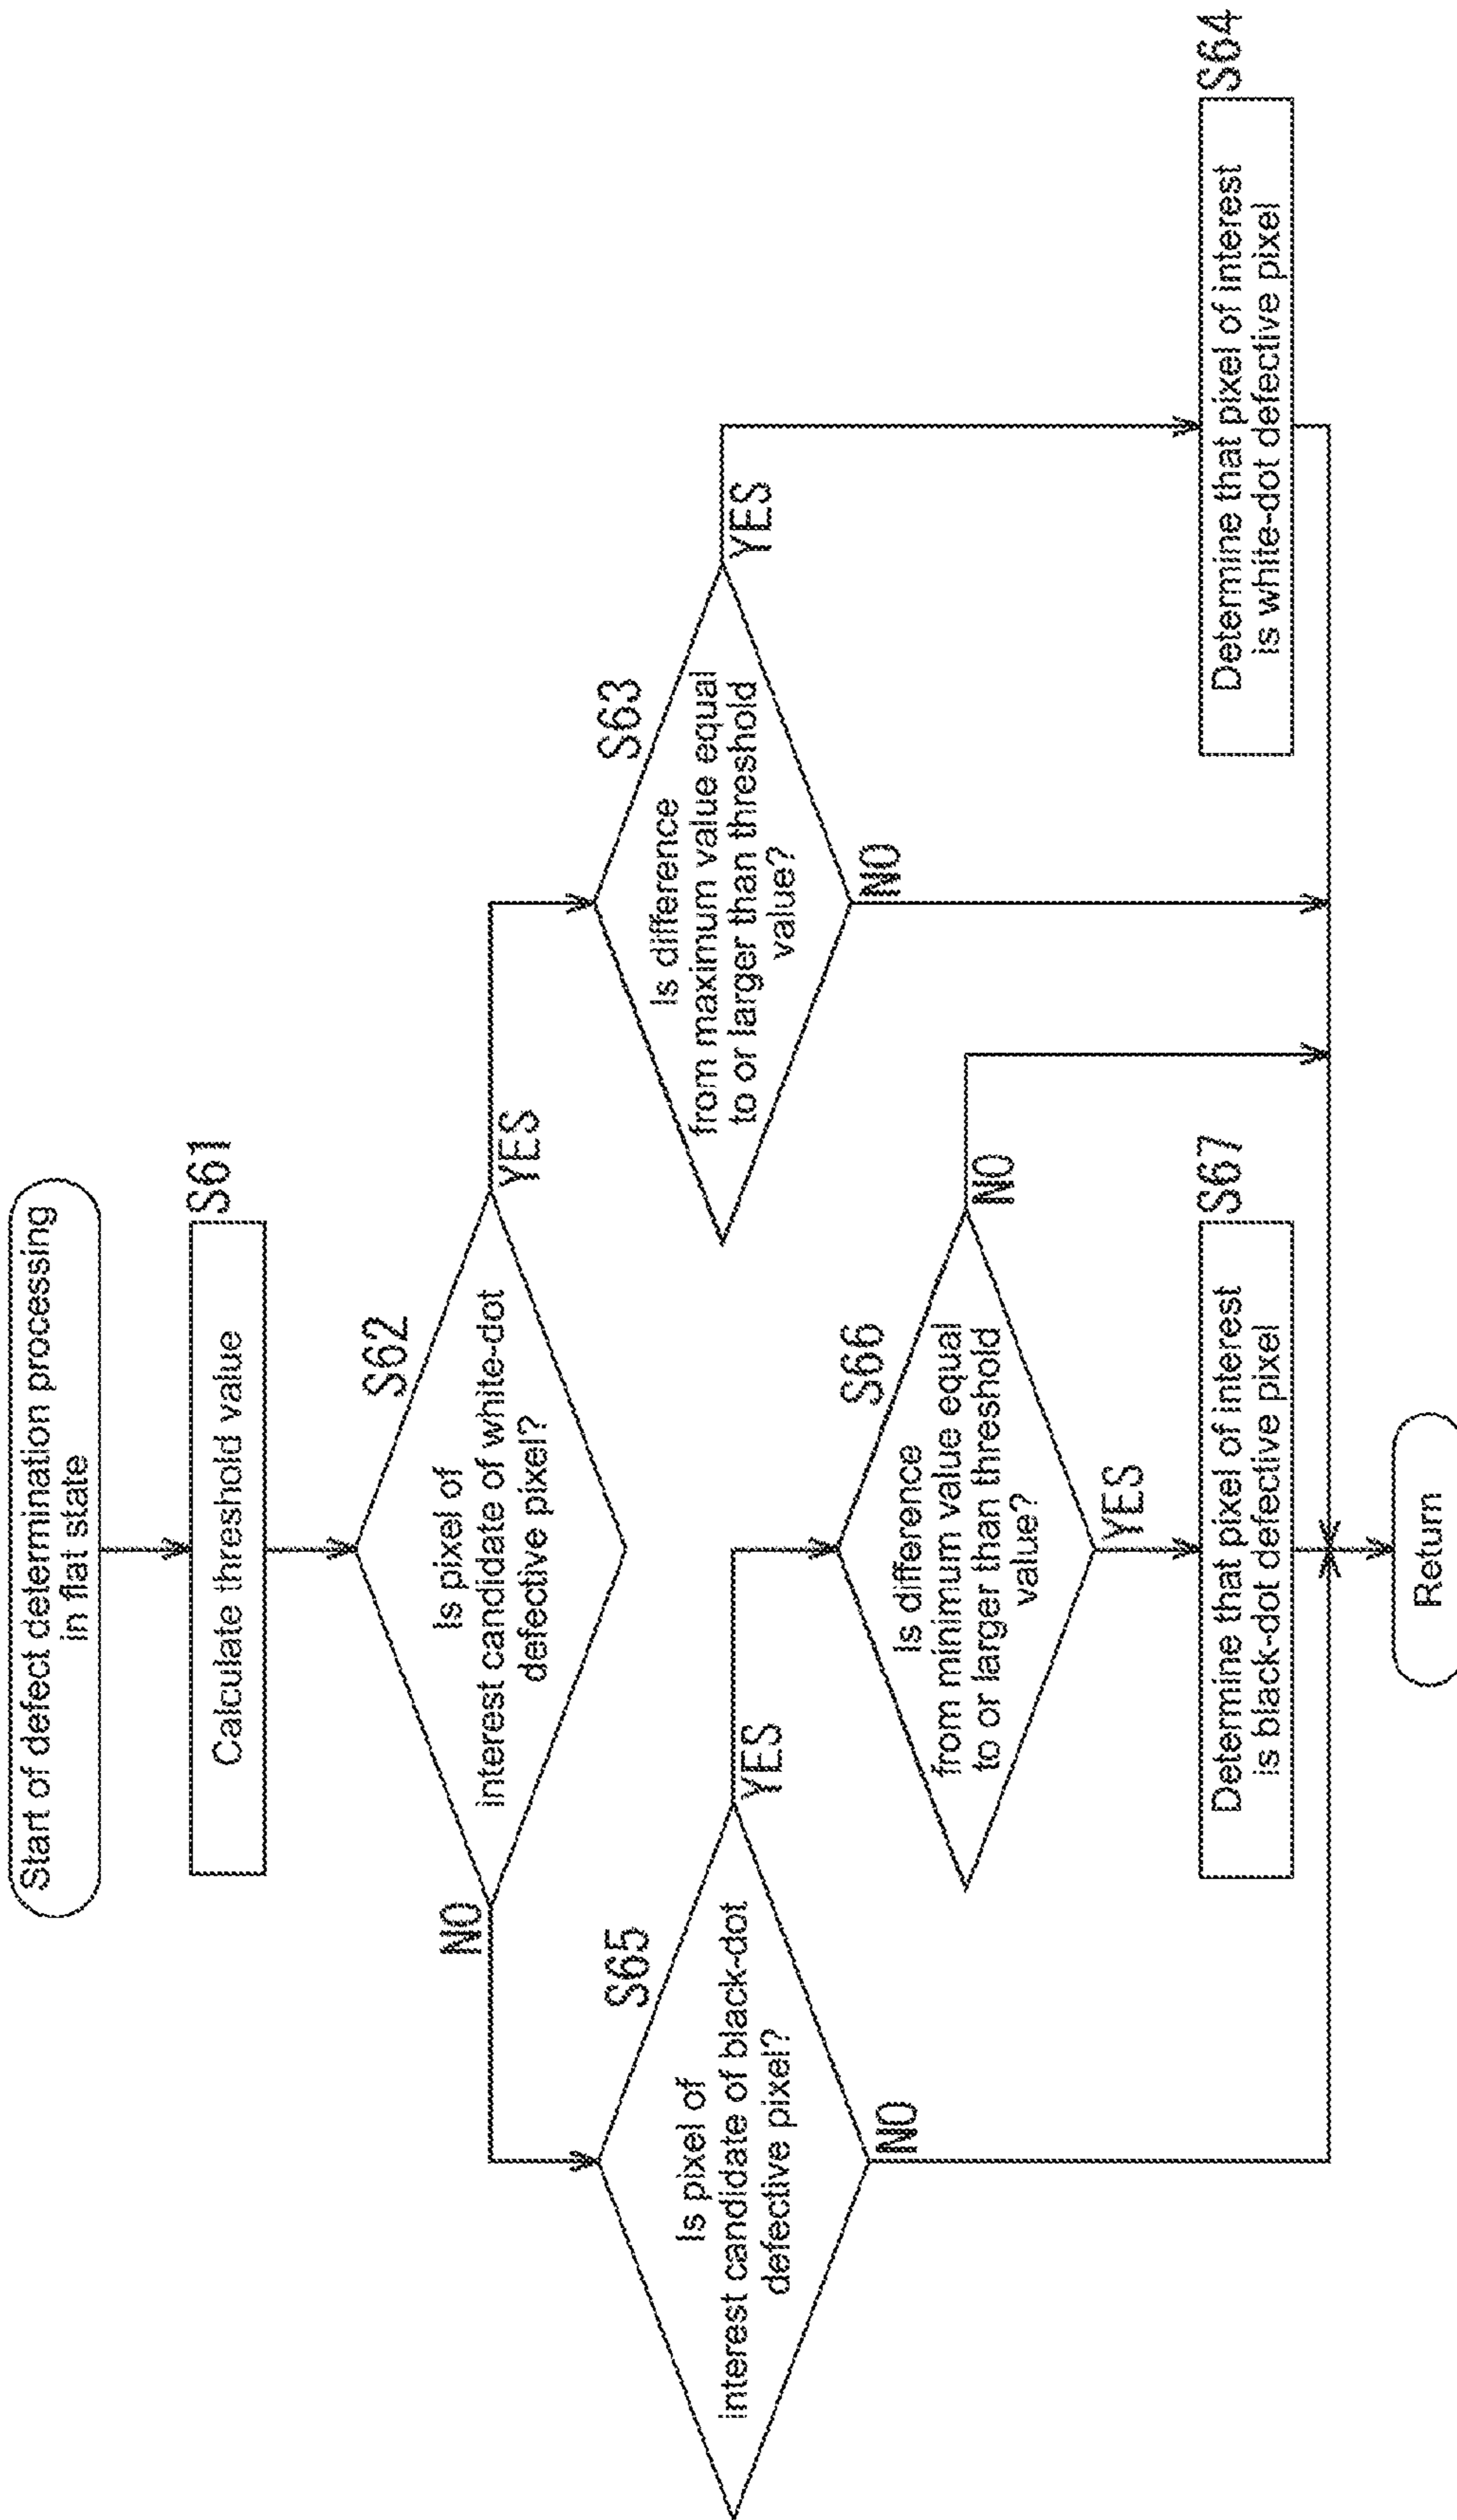 Start of defect determination processing
in flat state
S61
Calculate threshold value
S62
Is pixel of
interest candidate of white-dot
defective pixel?
NO
YES
S65
Is pixel of
interest candidate of black-dot
defective pixel?
YES
NO
S63
Is difference
from maximum value equal
to or larger than threshold
value?
YES
NO
S66
Is difference
from minimum value equal
to or larger than threshold
value?
NO
YES
S67
Determine that pixel of interest
is black-dot defective pixel
S64
Determine that pixel of interest
is white-dot defective pixel
Return